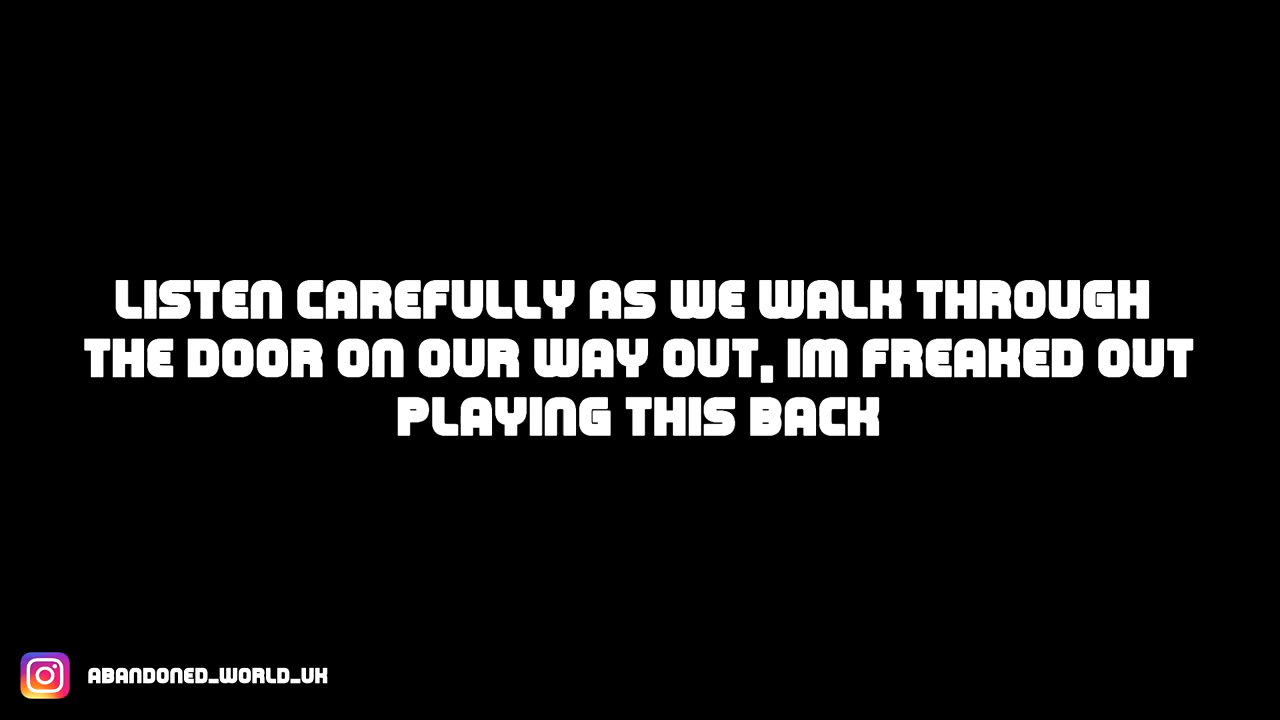 LISTEN CAREFULLY AS WE WALK THROUGH
THE DOOR ON OUR WAY OUT, IM FREAKED OUT
PLAYING THIS BACK
ABANDONED_WORLD_UK